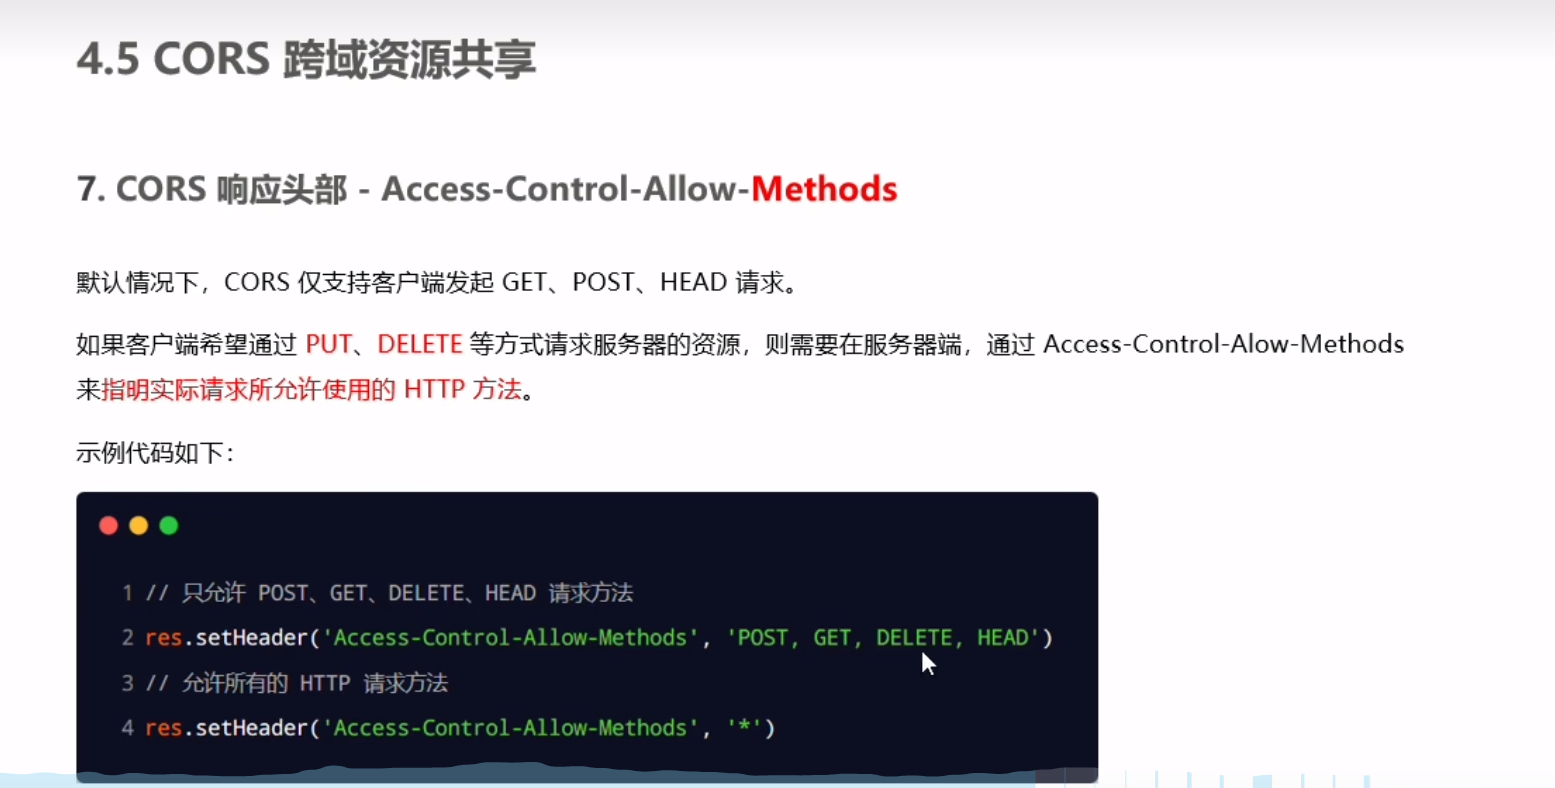 4.5 CORS 跨域资源共享
7. CORS 响应头部 - Access-Control-Allow-Methods
默认情况下，CORS 仅支持客户端发起 GET、POST、HEAD 请求。
如果客户端希望通过 PUT、DELETE 等方式请求服务器的资源，则需要在服务器端，通过 Access-Control-Alow-Methods
来指明实际请求所允许使用的 HTTP 方法。
示例代码如下：
1 // 只允许 POST、GET、DELETE、HEAD 请求方法
2 res.setHeader('Access-Control-Allow-Methods', 'POST, GET, DELETE, HEAD')
3 // 允许所有的 HTTP 请求方法
4 res.setHeader('Access-Control-Allow-Methods', '*')